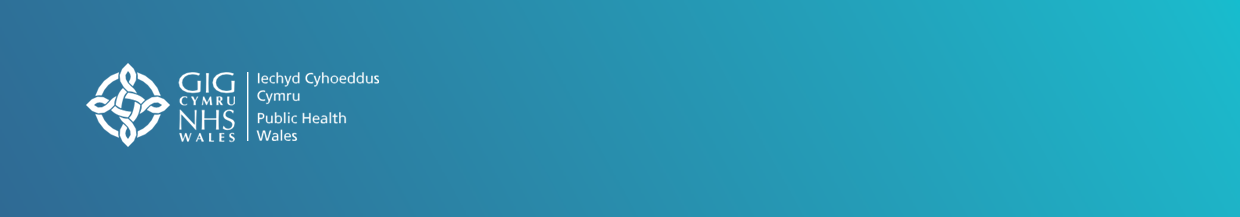 GIG
CYMRU
NHS
WALES
Iechyd Cyhoeddus
Cymru
Public Health
Wales